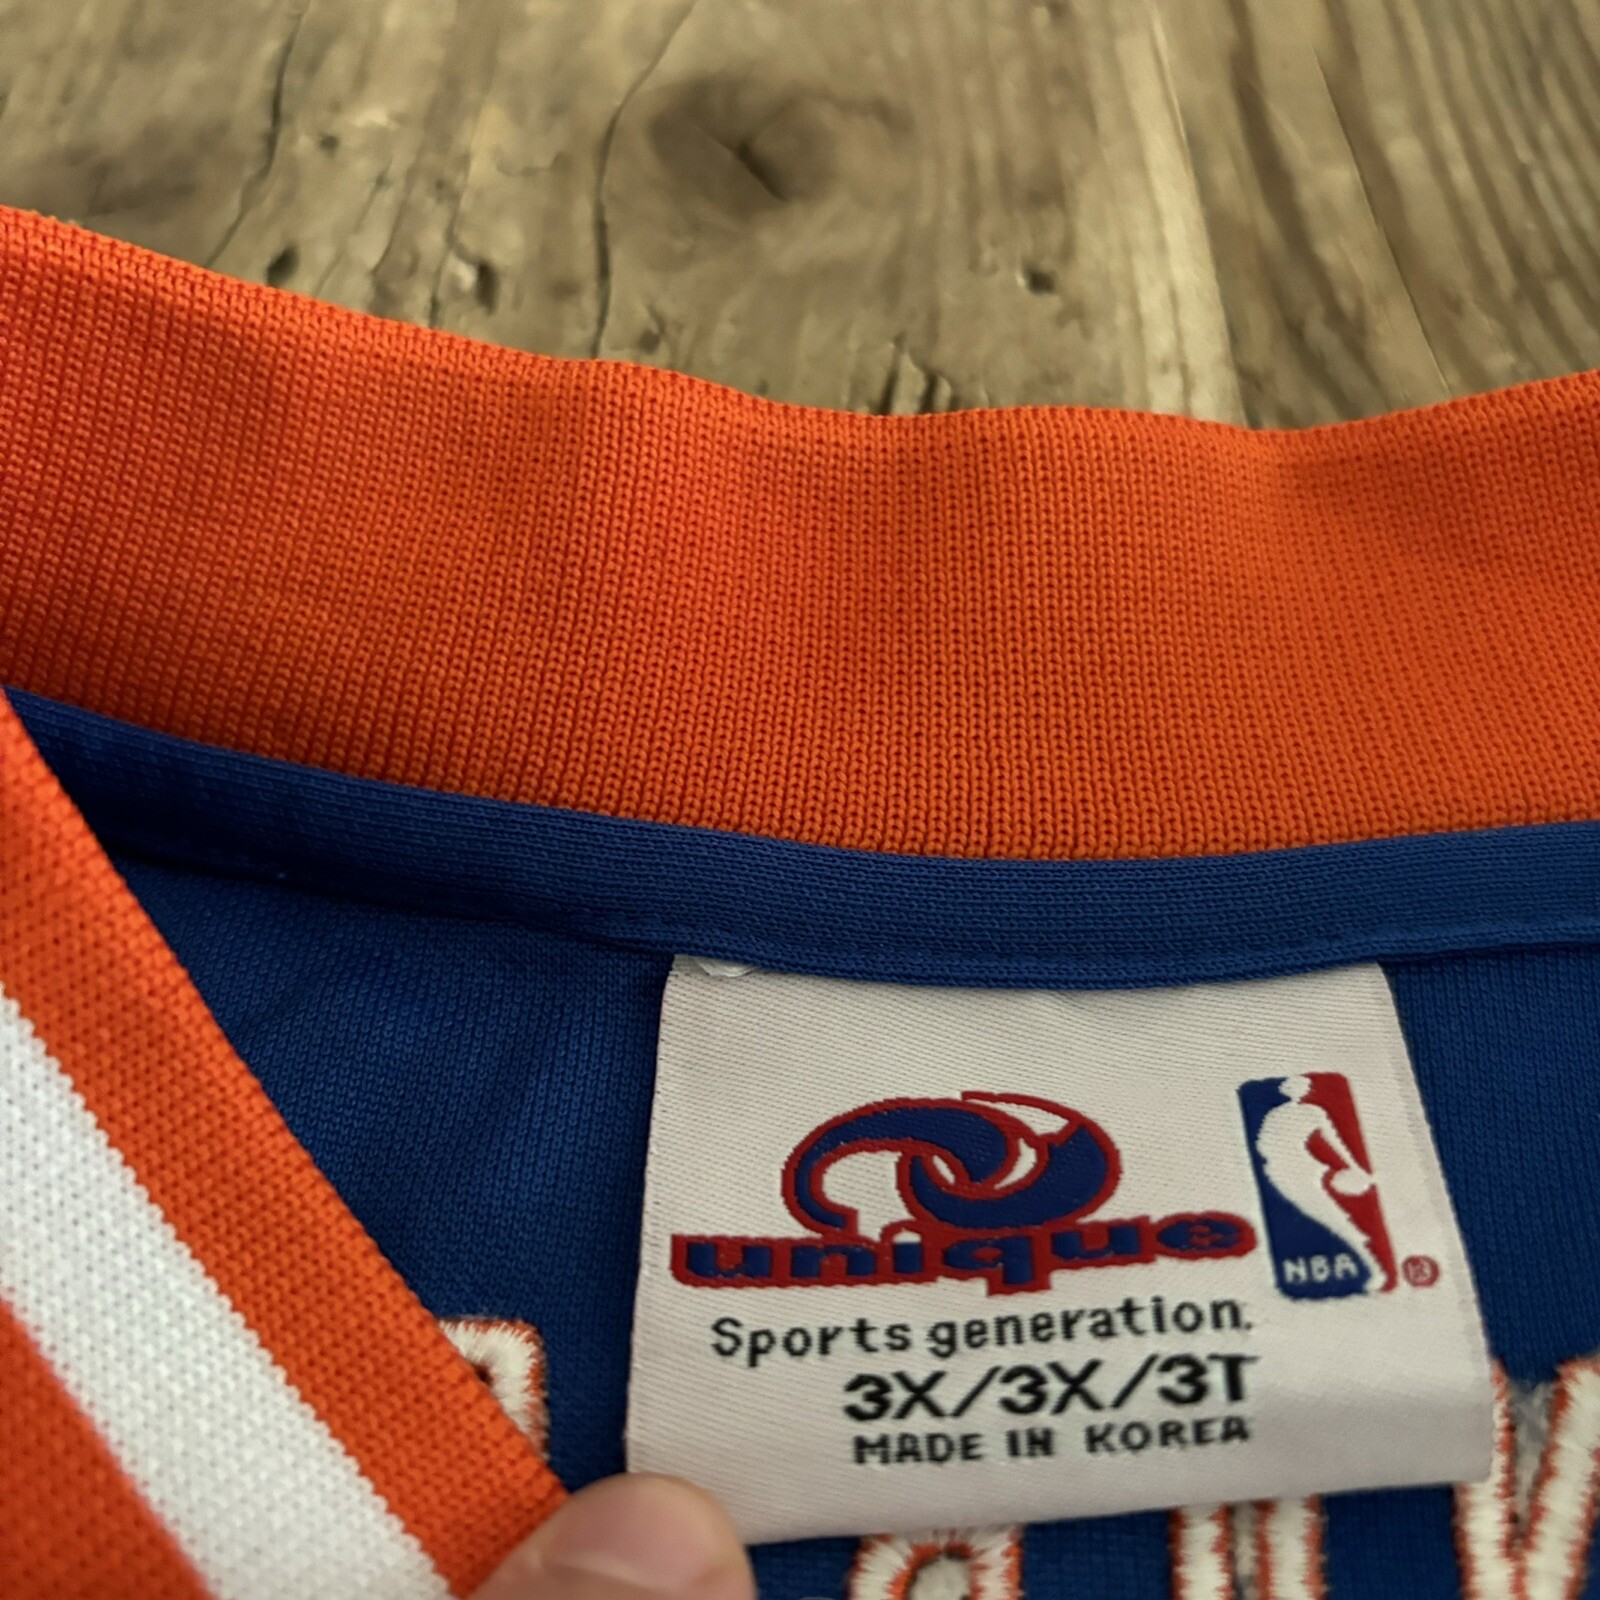 unique
NBA®
Sports generation.
3X/3X/3T
MADE IN KOREA